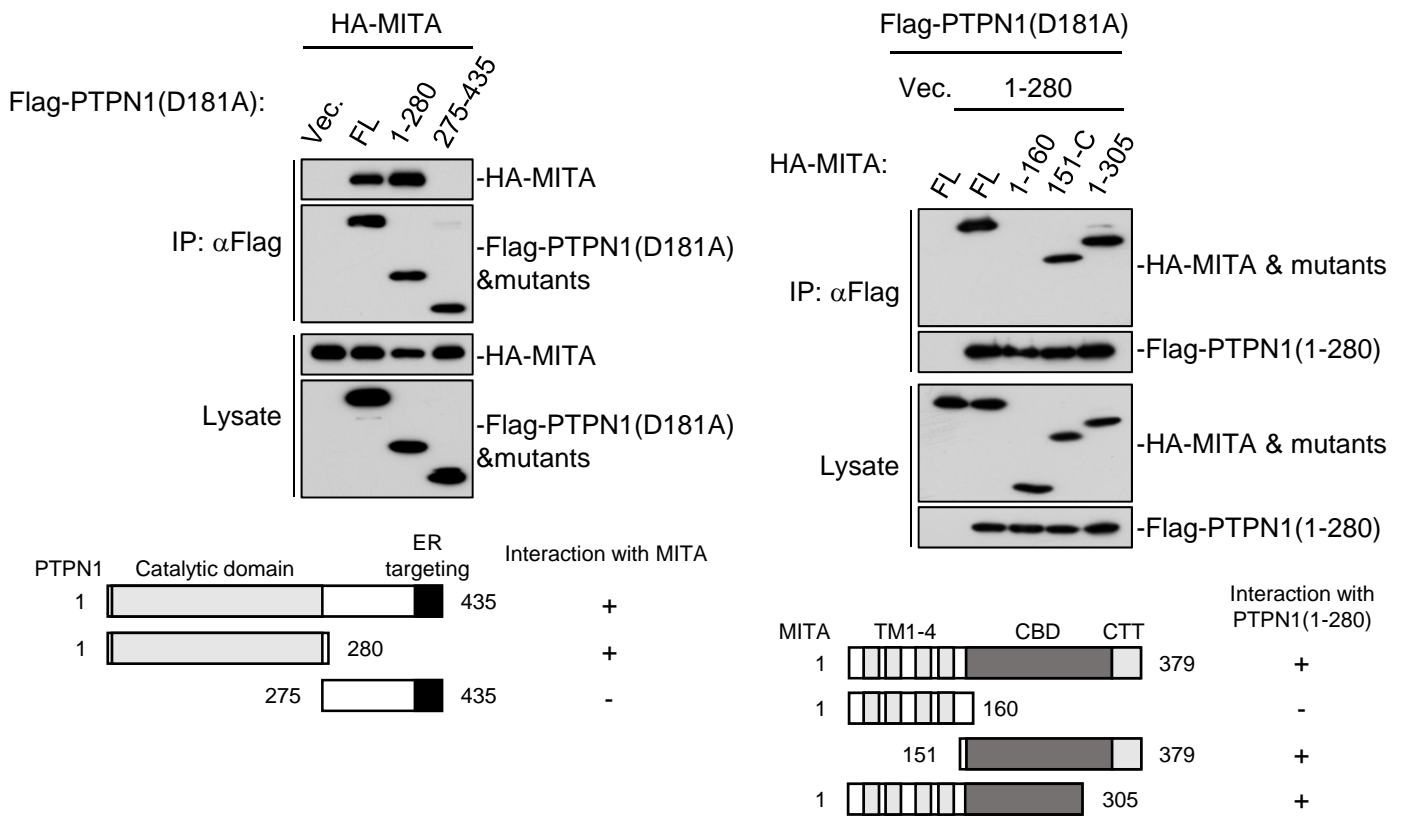 HA-MITA
Flag-PTPN1(D181A):
Vec.
FL
1-280
275-435
IP: αFlag
-HA-MITA
-Flag-PTPN1(D181A)
&mutants
Lysate
-HA-MITA
-Flag-PTPN1(D181A)
&mutants
PTPN1
Catalytic domain
ER
targeting
Interaction with MITA
1
435
+
1
280
+
275
435
-
Flag-PTPN1(D181A)
Vec.
1-280
HA-MITA:
FL
FL
1-160
151-C
1-305
IP: αFlag
-HA-MITA & mutants
-Flag-PTPN1(1-280)
Lysate
-HA-MITA & mutants
-Flag-PTPN1(1-280)
MITA
TM1-4
CBD
CTT
Interaction with
PTPN1(1-280)
1
379
+
1
160
-
151
379
+
1
305
+